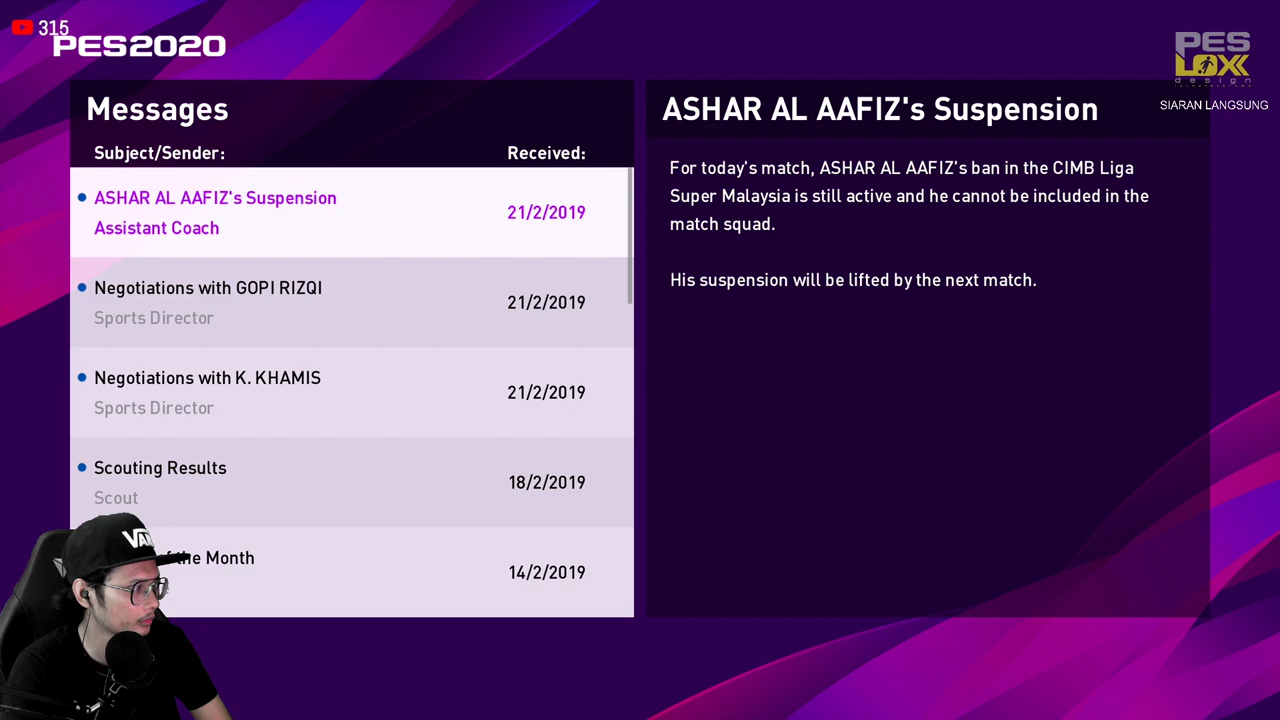 315
PES2020
PES
LOXX
design
SIARAN LANGSUNG
Messages
Subject/Sender:
Received:
ASHAR AL AAFIZ's Suspension
Assistant Coach
21/2/2019
Negotiations with GOPI RIZQI
Sports Director
21/2/2019
Negotiations with K. KHAMIS
Sports Director
21/2/2019
Scouting Results
Scout
18/2/2019
the Month
14/2/2019
ASHAR AL AAFIZ's Suspension
For today's match, ASHAR AL AAFIZ's ban in the CIMB Liga
Super Malaysia is still active and he cannot be included in the
match squad.
His suspension will be lifted by the next match.